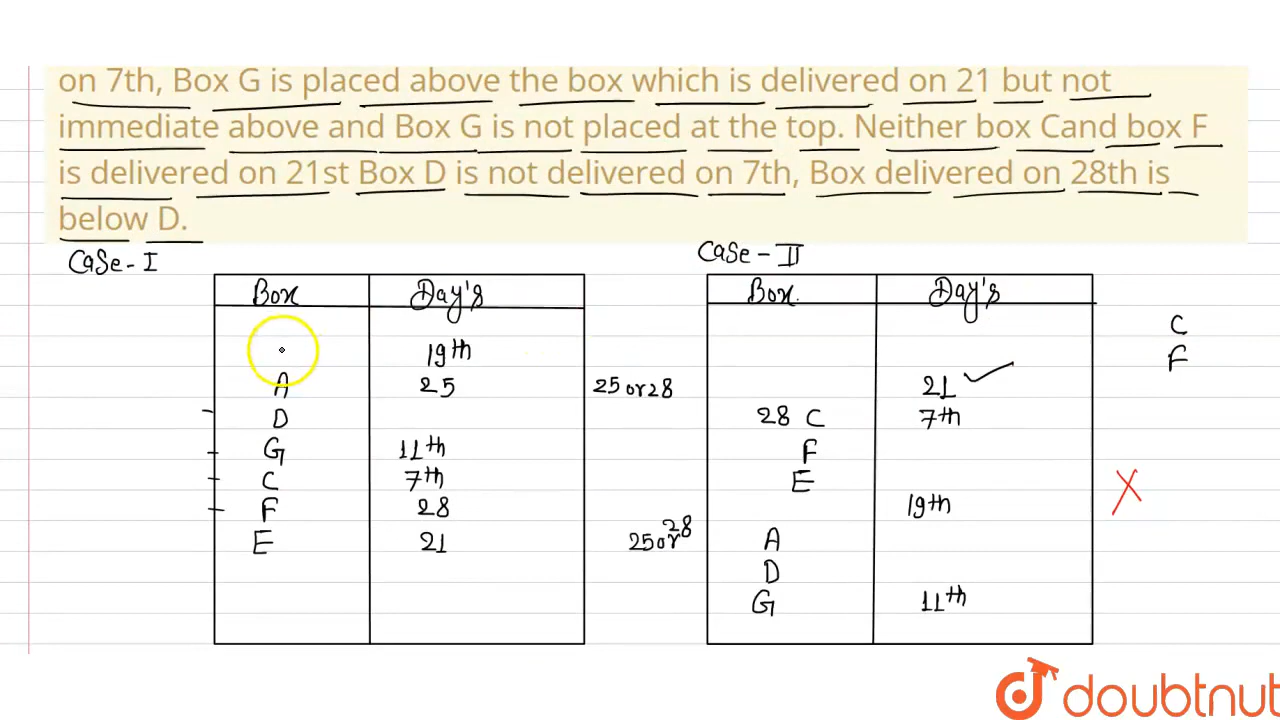 on 7th, Box G is placed above the box which is delivered on 21 but not
immediate above and Box G is not placed at the top. Neither box Cand box F
is delivered on 21st Box D is not delivered on 7th, Box delivered on 28th is
below D.
Case-I
Case-II
Box Day's
Box. Day's
19th
A 25 25 or 28
D
G 11th
C 7th
F 28
E 21 25 or 28
21
28 C 7th
F
E
19th
A
D
G 11th
C
F
X
doubtnut